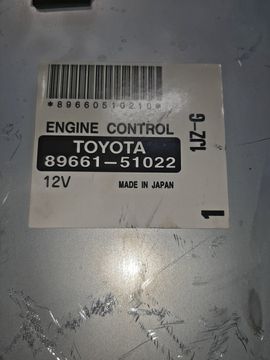 *89660510210*
ENGINE CONTROL
TOYOTA
89661-51022
12V MADE IN JAPAN
1JZ-G
1